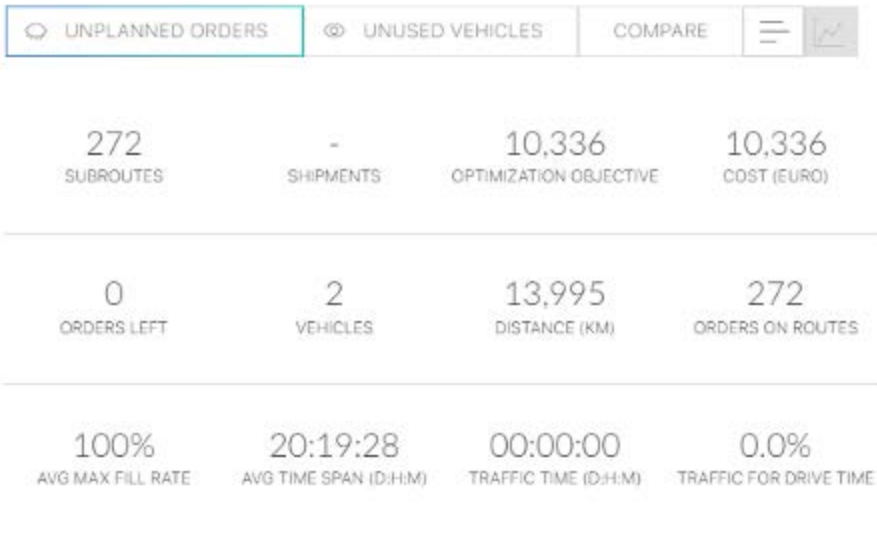 UNPLANNED ORDERS UNUSED VEHICLES COMPARE
272 - 10,336 10,336
SUBROUTES SHIPMENTS OPTIMIZATION OBJECTIVE COST (EURO)
0 2 13,995 272
ORDERS LEFT VEHICLES DISTANCE (KM) ORDERS ON ROUTES
100% 20:19:28 00:00:00 0.0%
AVG MAX FILL RATE AVG TIME SPAN (D:H:M) TRAFFIC TIME (D:H:M) TRAFFIC FOR DRIVE TIME